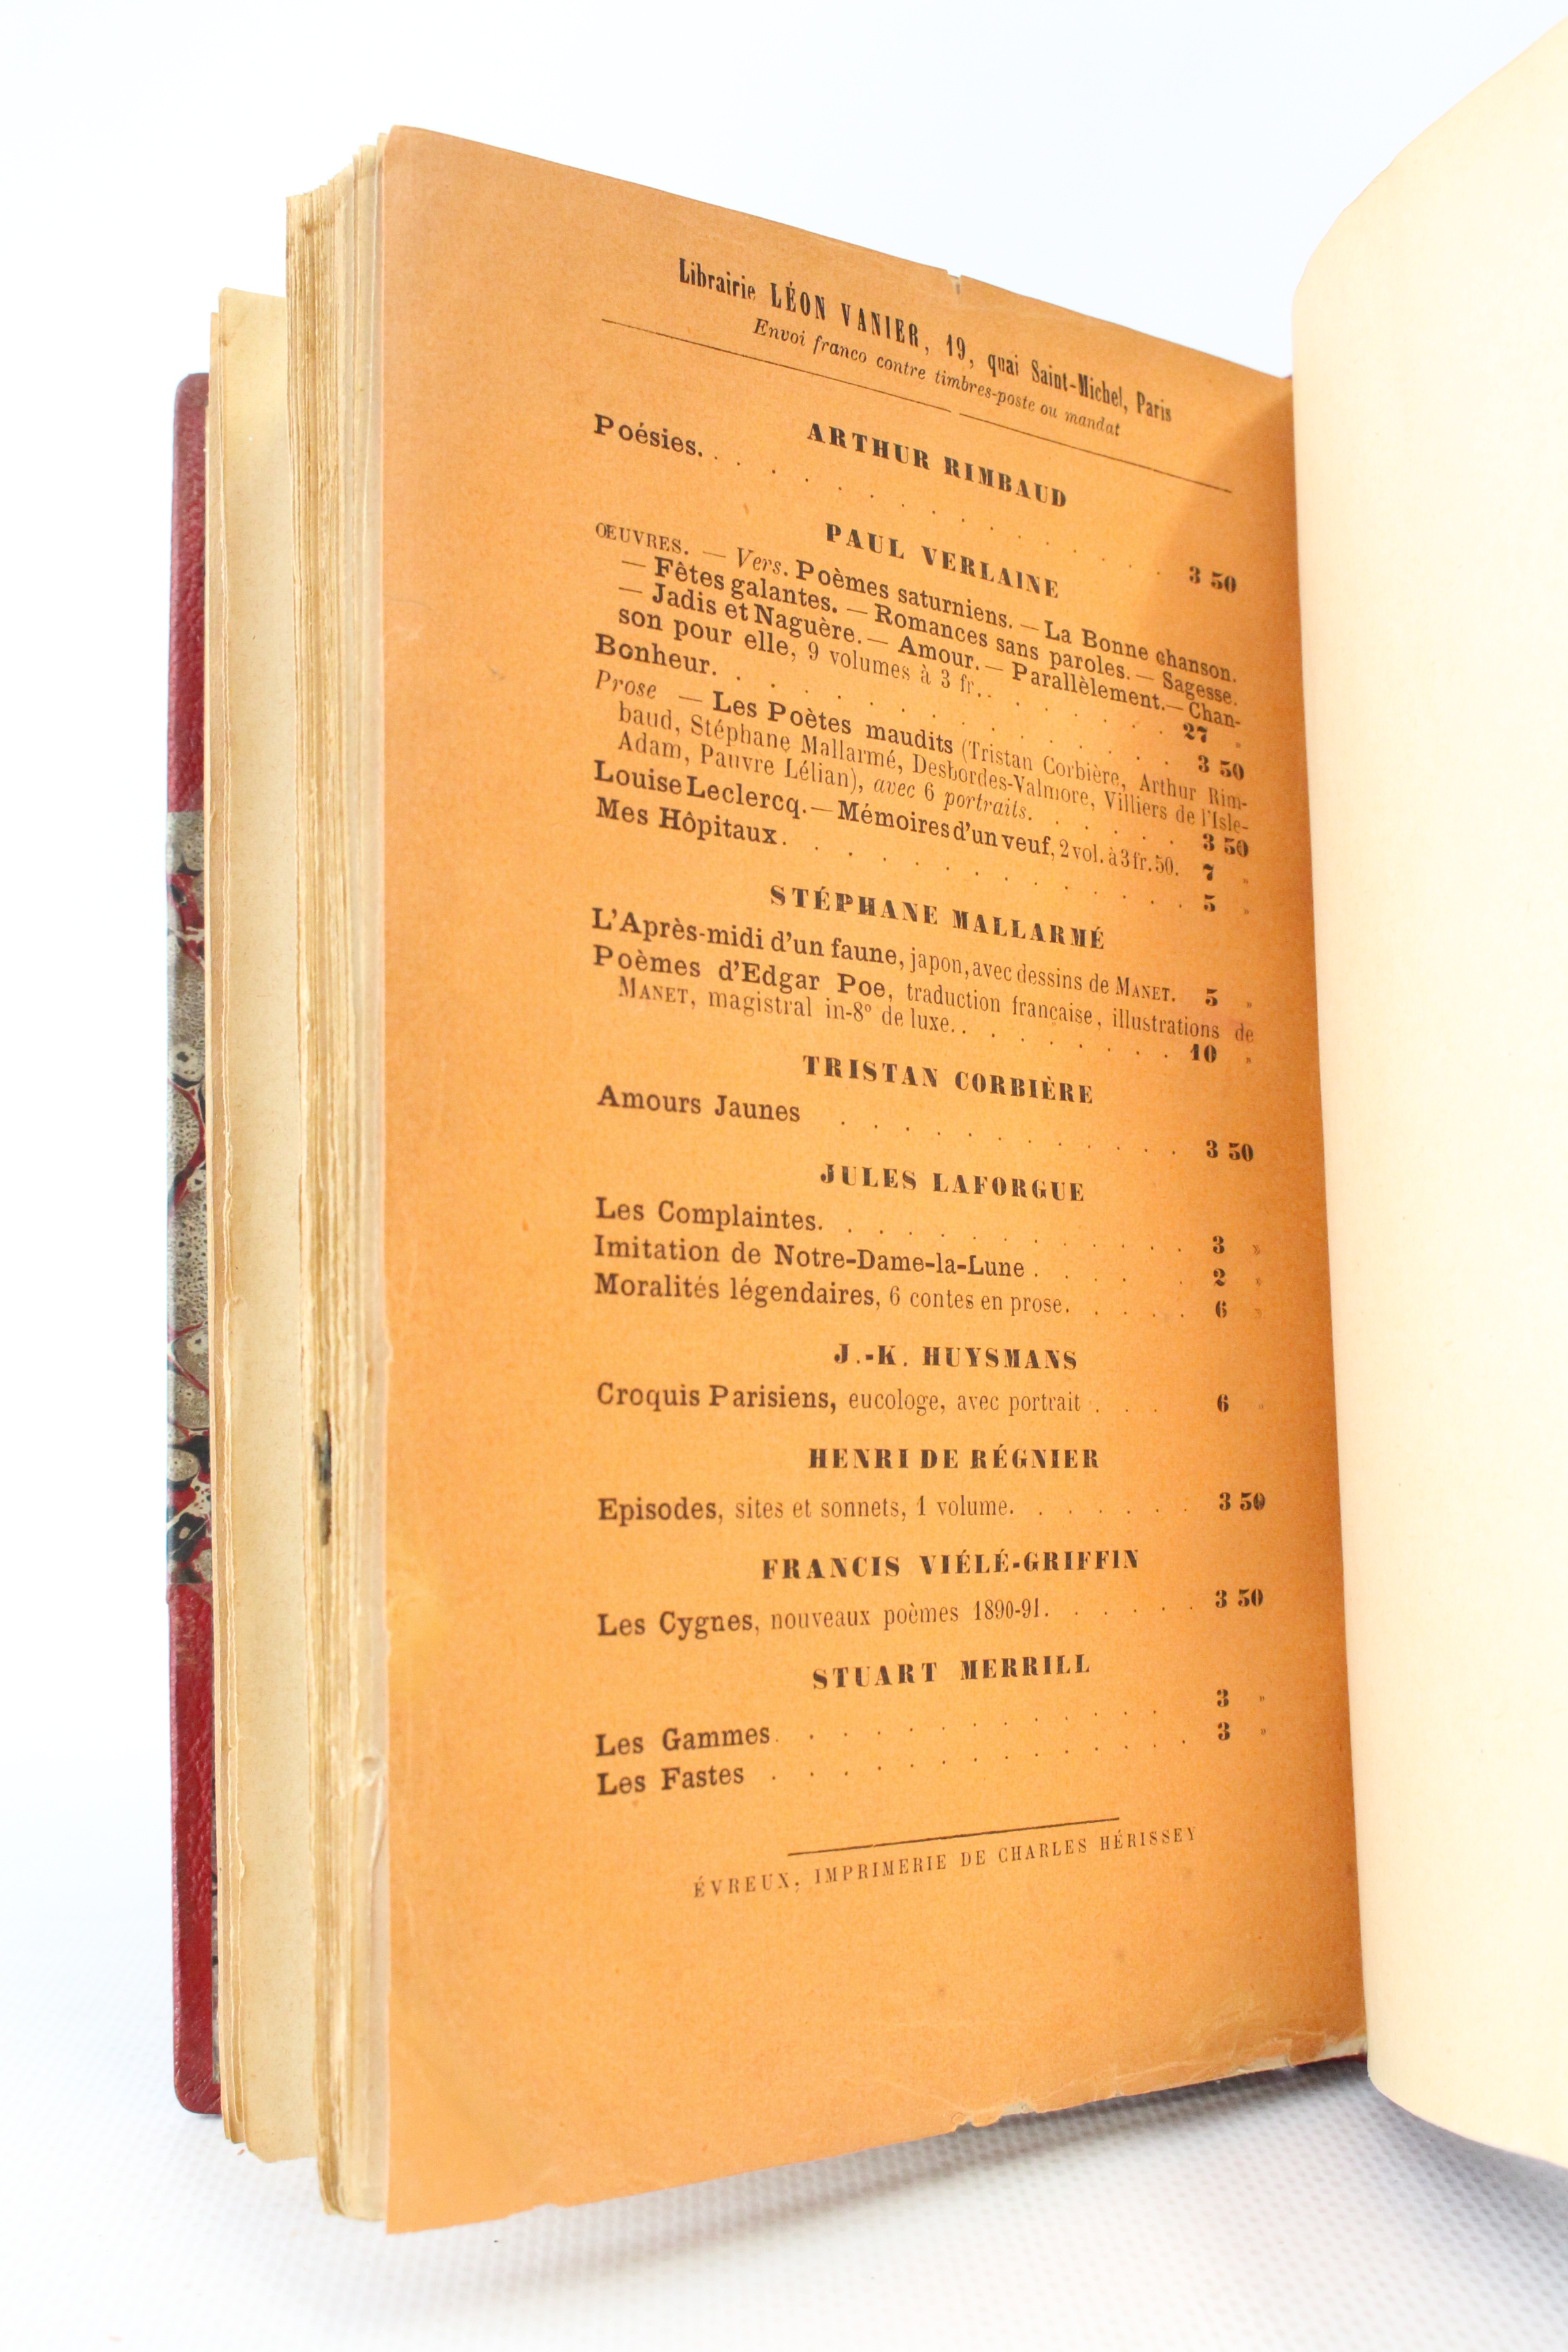 Librairie LÉON VANIER, 19, quai Saint-Michel, Paris
Envoi franco contre timbres-poste ou mandat
ARTHUR RIMBAUD
Poésies. . . . . . . . . . . . . . . 3 50
PAUL VERLAINE
ŒUVRES. — Vers. Poèmes saturniens. — La Bonne chanson.
— Fêtes galantes. — Romances sans paroles. — Sagesse.
— Jadis et Naguère. — Amour. — Parallèlement. — Chan-
son pour elle, 9 volumes à 3 fr. . . . . . . . 27 »
Bonheur. . . . . . . . . . . . . . . 3 50
Prose — Les Poètes maudits (Tristan Corbière, Arthur Rim-
baud, Stéphane Mallarmé, Desbordes-Valmore, Villiers de l'Isle-
Adam, Pauvre Lélian), avec 6 portraits. . . . . . 3 50
Louise Leclercq. — Mémoires d'un veuf, 2 vol. à 3 fr. 50. 7 »
Mes Hôpitaux. . . . . . . . . . . . . . 5 »
STÉPHANE MALLARMÉ
L'Après-midi d'un faune, japon, avec dessins de MANET. 5 »
Poèmes d'Edgar Poe, traduction française, illustrations de
MANET, magistral in-8° de luxe. . . . . . . . . 10 »
TRISTAN CORBIÈRE
Amours Jaunes . . . . . . . . . . . 3 50
JULES LAFORGUE
Les Complaintes. . . . . . . . . . . . . 3 »
Imitation de Notre-Dame-la-Lune . . . . . . 2 »
Moralités légendaires, 6 contes en prose. . . . . 6 »
J.-K. HUYSMANS
Croquis Parisiens, eucologe, avec portrait . . . 6 »
HENRI DE RÉGNIER
Episodes, sites et sonnets, 1 volume. . . . . . . 3 50
FRANCIS VIÉLÉ-GRIFFIN
Les Cygnes, nouveaux poèmes 1890-91. . . . . . 3 50
STUART MERRILL
Les Gammes. . . . . . . . . . . . . 3 »
Les Fastes . . . . . . . . . . . . . . 3 »
ÉVREUX, IMPRIMERIE DE CHARLES HÉRISSEY